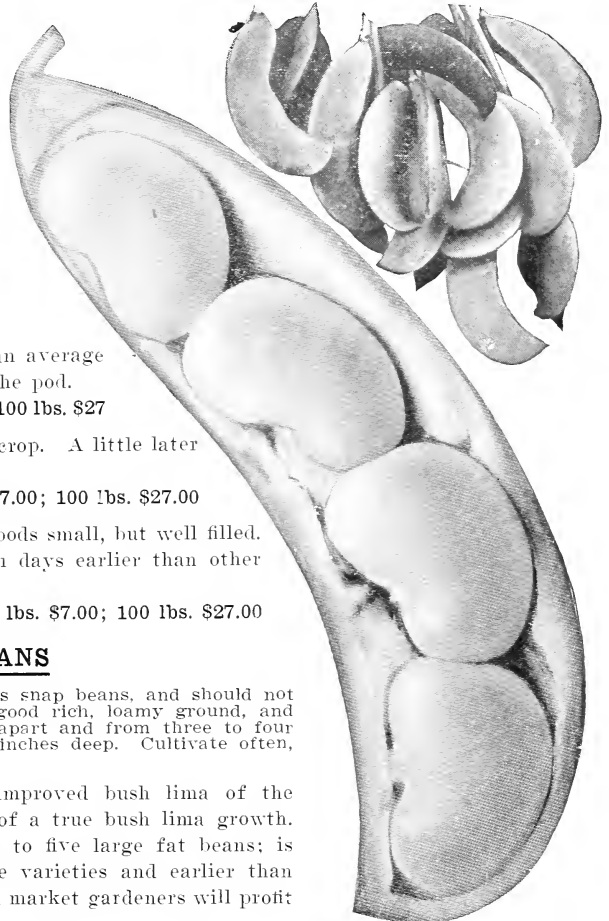 n average
he pod.
100 lbs. $27
crop. A little later
7.00; 100 lbs. $27.00
ods small, but well filled.
n days earlier than other
lbs. $7.00; 100 lbs. $27.00
ANS
s snap beans, and should not
good rich, loamy ground, and
apart and from three to four
inches deep. Cultivate often,
improved bush lima of the
of a true bush lima growth.
to five large fat beans; is
e varieties and earlier than
market gardeners will profit